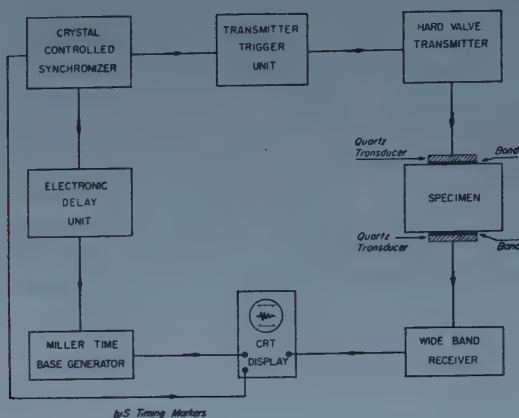 CRYSTAL
CONTROLLED
SYNCHRONIZER
TRANSMITTER
TRIGGER
UNIT
HARD VALVE
TRANSMITTER
Quartz
Transducer
Bond
ELECTRONIC
DELAY
UNIT
SPECIMEN
Quartz
Transducer
Bond
MILLER TIME
BASE GENERATOR
CRT
DISPLAY
WIDE BAND
RECEIVER
1µS Timing Markers